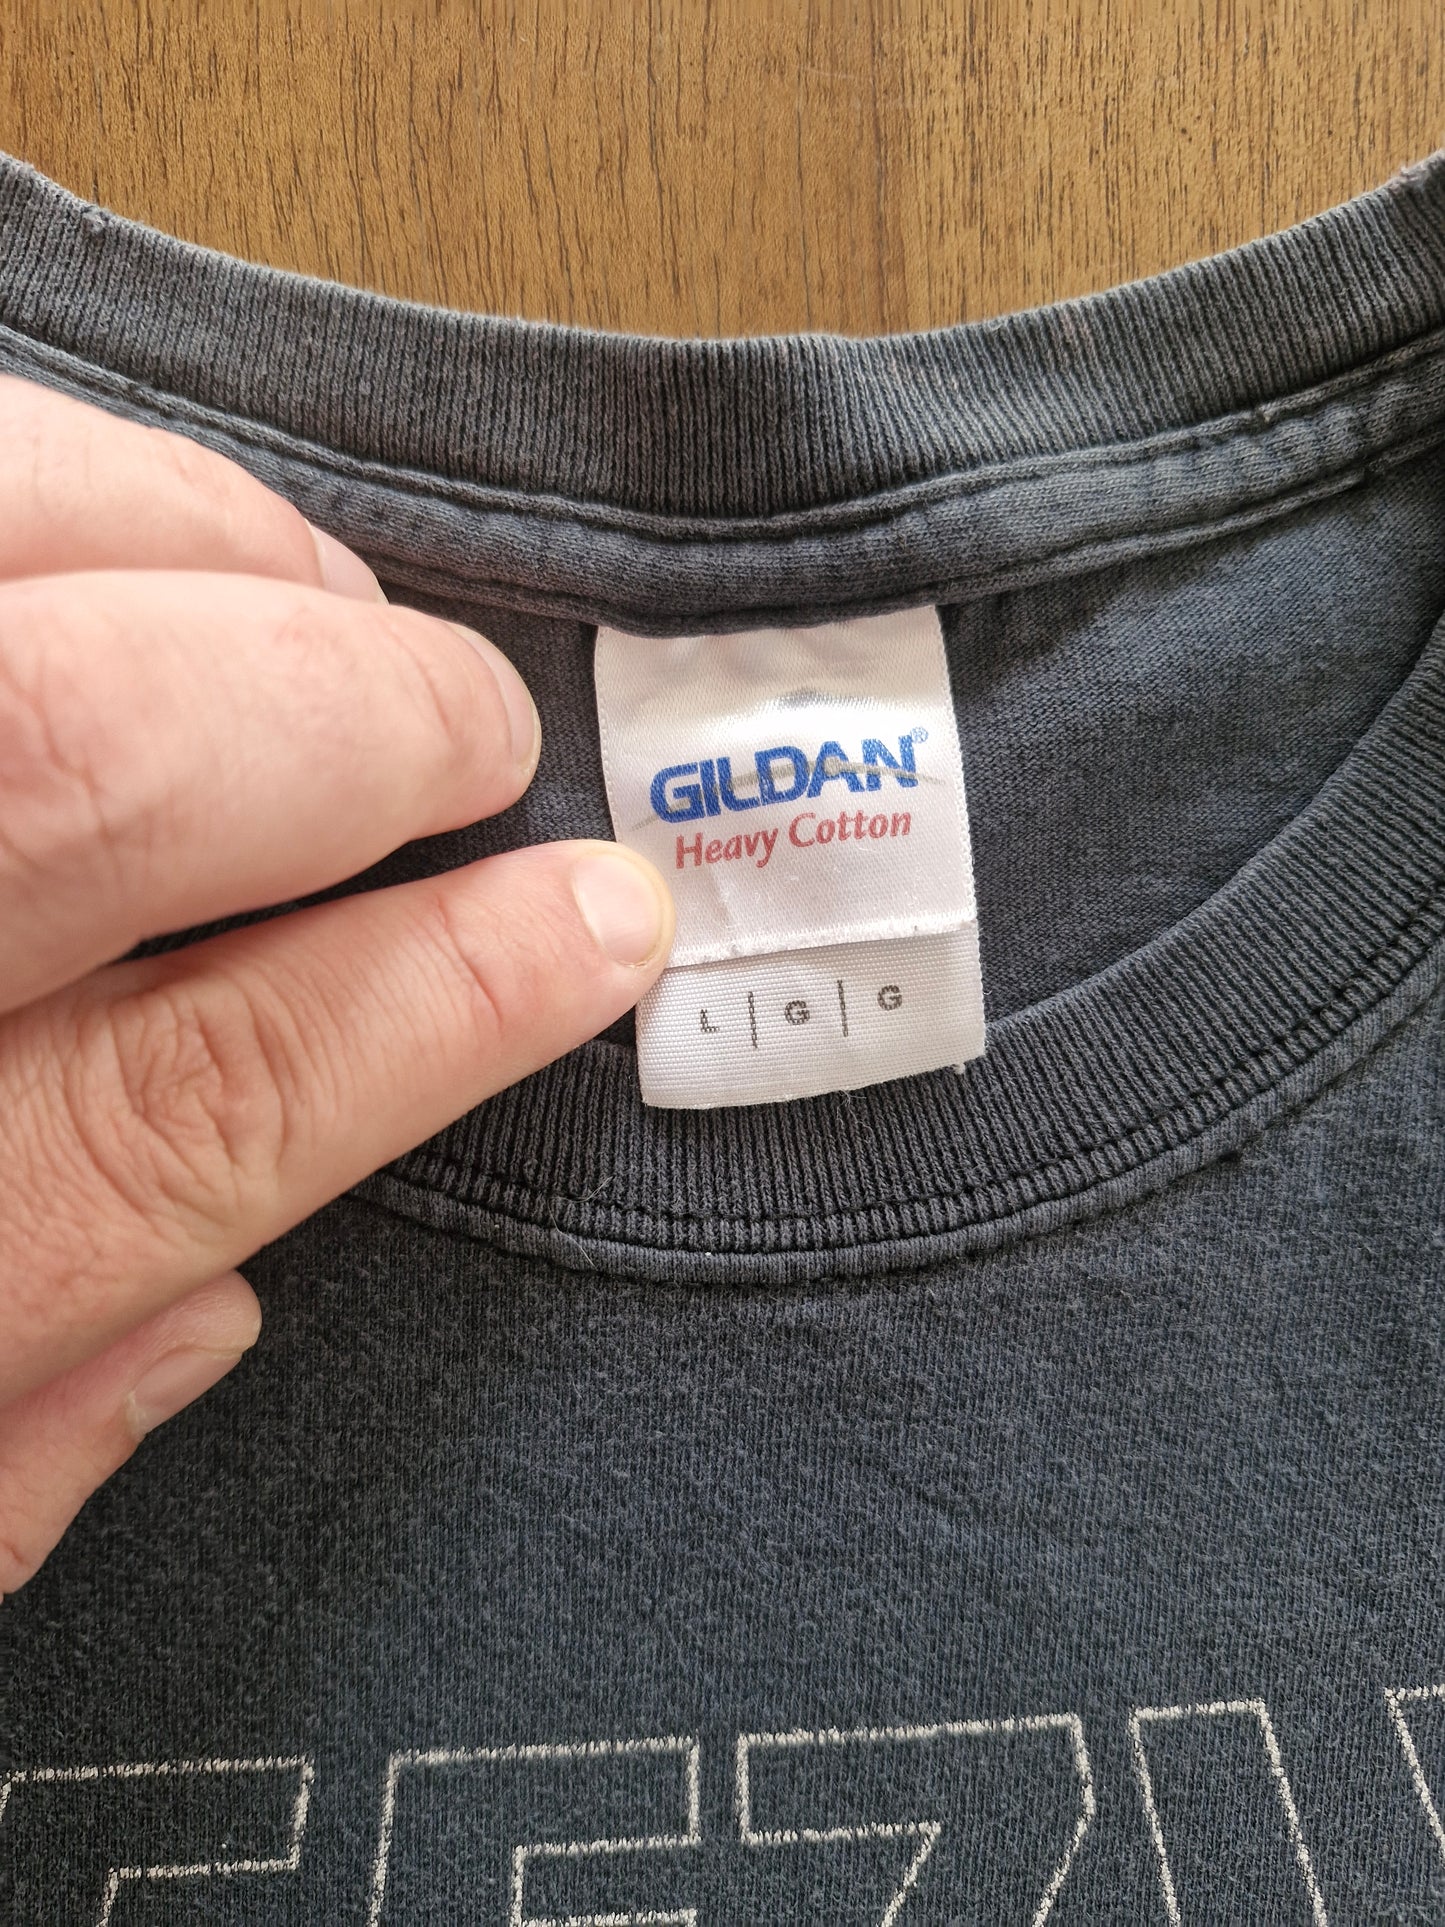 GILDAN®
Heavy Cotton
L | G | G